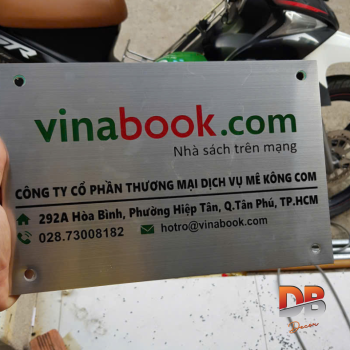 vinabook.com
Nhà sách trên mạng
CÔNG TY CỔ PHẦN THƯƠNG MẠI DỊCH VỤ MÊ KÔNG COM
292A Hòa Bình, Phường Hiệp Tân, Q.Tân Phú, TP.HCM
028.73008182 hotro@vinabook.com
DB
Decor